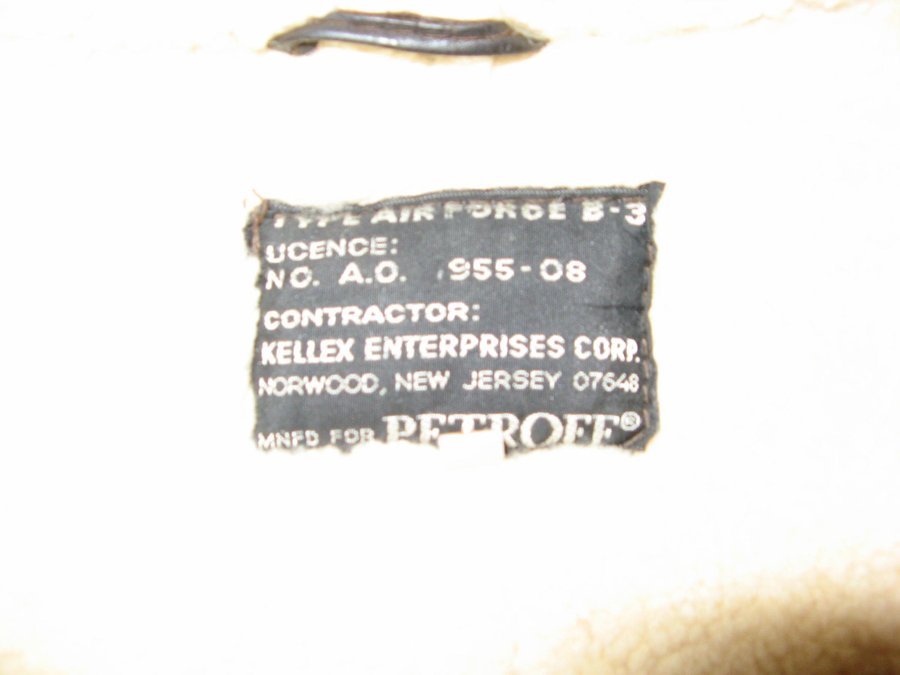 TYPE AIR FORCE B-3
LICENCE:
NO. A.O. 955-08
CONTRACTOR:
KELLEX ENTERPRISES CORP.
NORWOOD, NEW JERSEY 07648
MNFD FOR PETROFF®